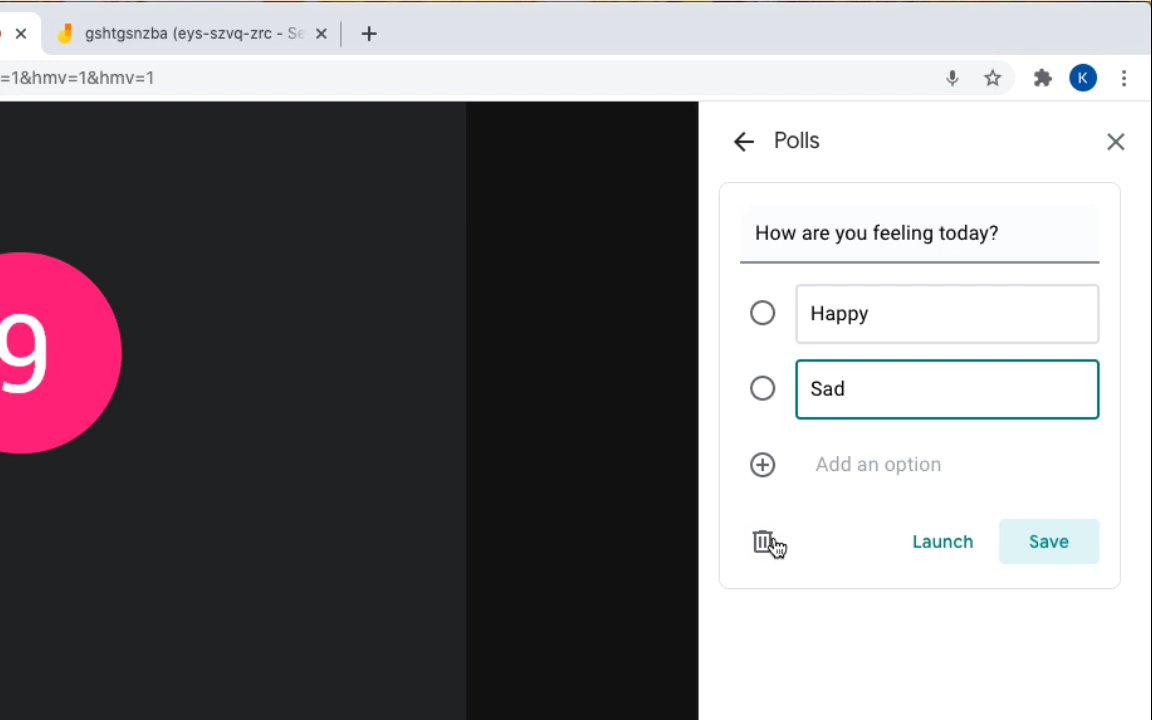 gshtgsnzba (eys-szvq-zrc - Se
=1&hmv=1&hmv=1
K
Polls
How are you feeling today?
9
Happy
Sad
Add an option
Launch Save